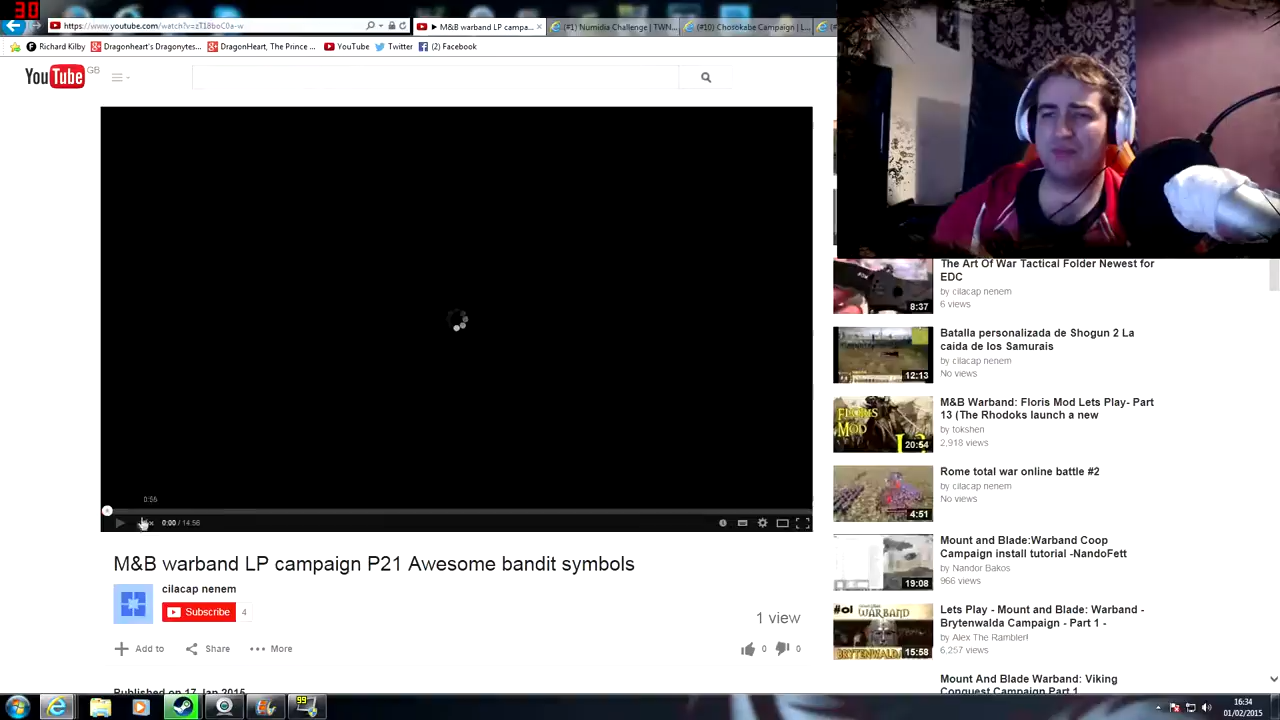 30
https://www.youtube.com/watch?v=zT18boC0a-w
M&B warband LP campa...
(#1) Numidia Challenge | TWN...
(#10) Chosokabe Campaign | L...
Richard Kilby
Dragonheart's Dragonytes...
DragonHeart, The Prince ...
YouTube
Twitter
(2) Facebook
YouTube GB
The Art Of War Tactical Folder Newest for
EDC
by cilacap nenem
6 views
8:37
Batalla personalizada de Shogun 2 La
caida de los Samurais
by cilacap nenem
No views
12:13
M&B Warband: Floris Mod Lets Play- Part
13 (The Rhodoks launch a new
by tokshen
2,918 views
FLORIS
MOD
20:54
Rome total war online battle #2
by cilacap nenem
No views
4:51
0:56
0:00 / 14:56
Mount and Blade:Warband Coop
Campaign install tutorial -NandoFett
by Nandor Bakos
966 views
19:08
M&B warband LP campaign P21 Awesome bandit symbols
cilacap nenem
Subscribe
4
1 view
Lets Play - Mount and Blade: Warband -
Brytenwalda Campaign - Part 1 -
by Alex The Rambler!
6,257 views
#01 WARBAND
BRYTENWALDA
15:58
Add to
Share
More
0
0
Mount And Blade Warband: Viking
Conquest Campaign Part 1
Published on 17 Jan 2015
99
16:34
01/02/2015